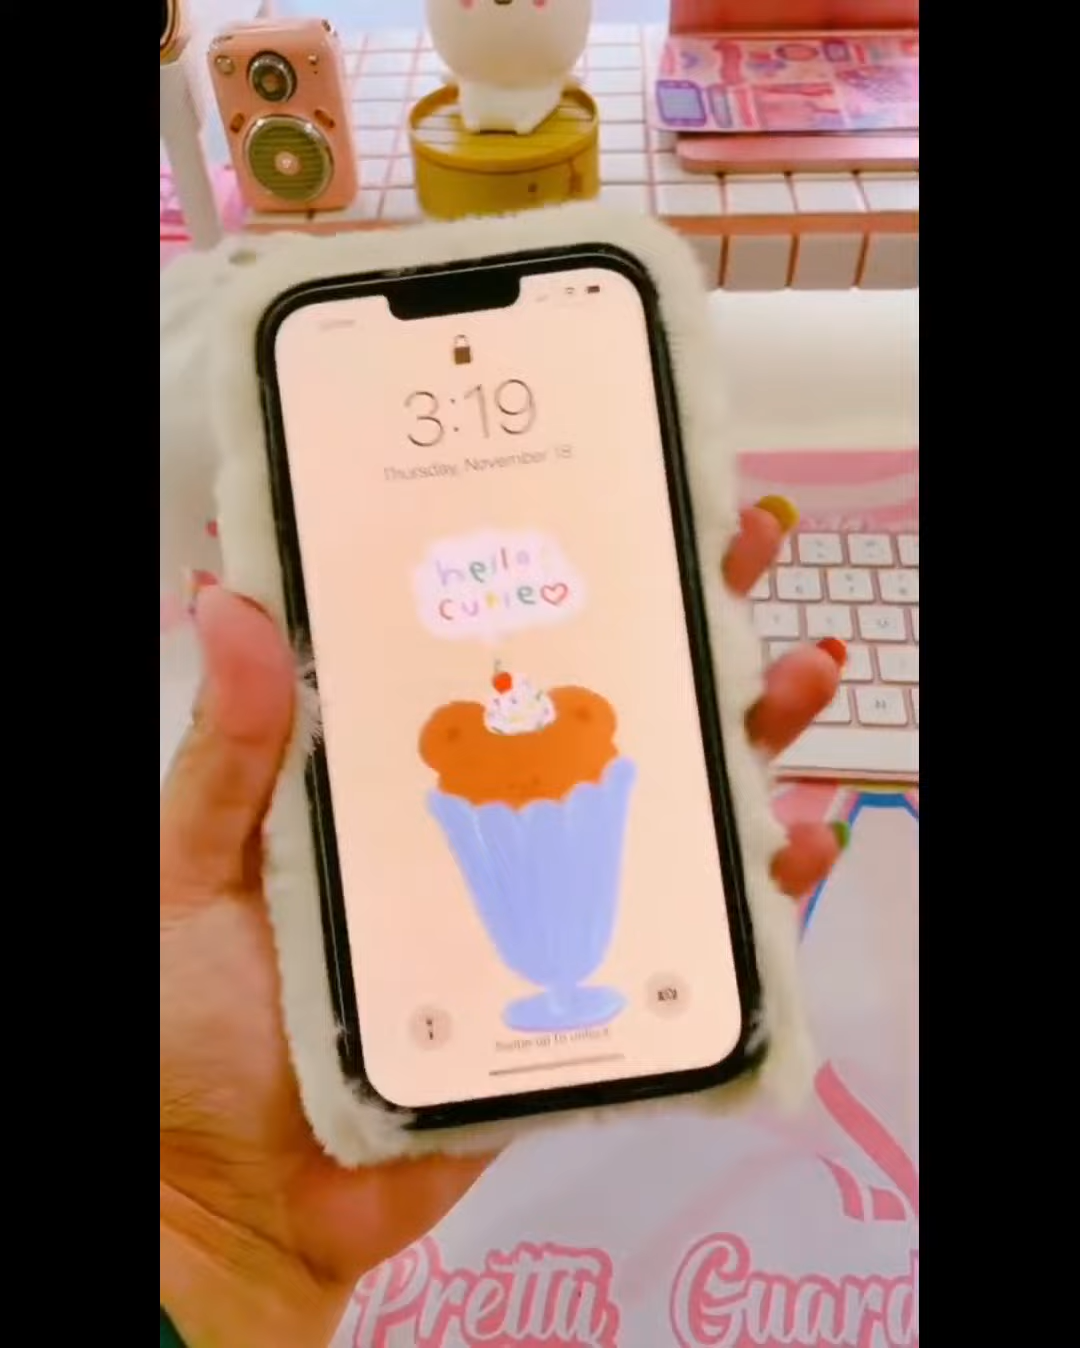 3:19
Thursday, November 18
hello
cutie
swipe up to unlock
N
Pretty Guard